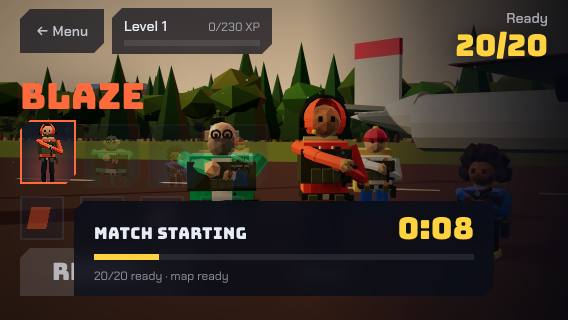 ← Menu
Level 1 0/230 XP
Ready
20/20
BLAZE
MATCH STARTING 0:08
20/20 ready · map ready